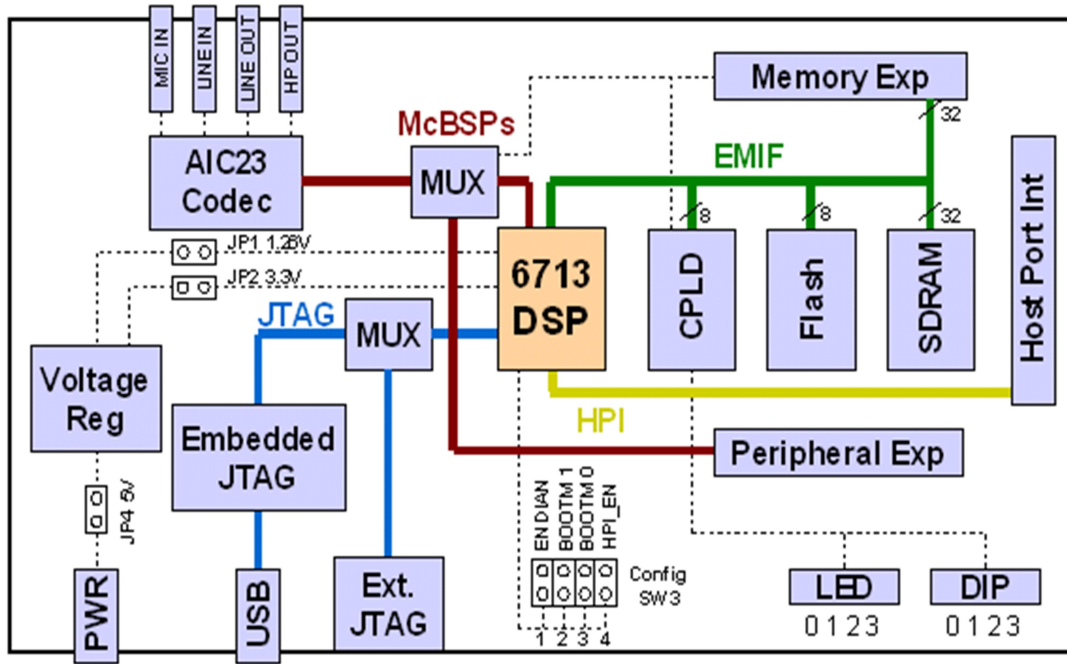 MIC IN
LINE IN
LINE OUT
HP OUT
Memory Exp
32
McBSPs
AIC23
Codec
MUX
EMIF
8
8
32
Host Port Int
JP1 1.26V
JP2 3.3V
6713
DSP
CPLD
Flash
SDRAM
JTAG
MUX
Voltage
Reg
HPI
Embedded
JTAG
Peripheral Exp
JP4 5V
ENDIAN
BOOTM 1
BOOTM 0
HPI_EN
Config
SW3
PWR
USB
Ext.
JTAG
1 2 3 4
LED
0 1 2 3
DIP
0 1 2 3